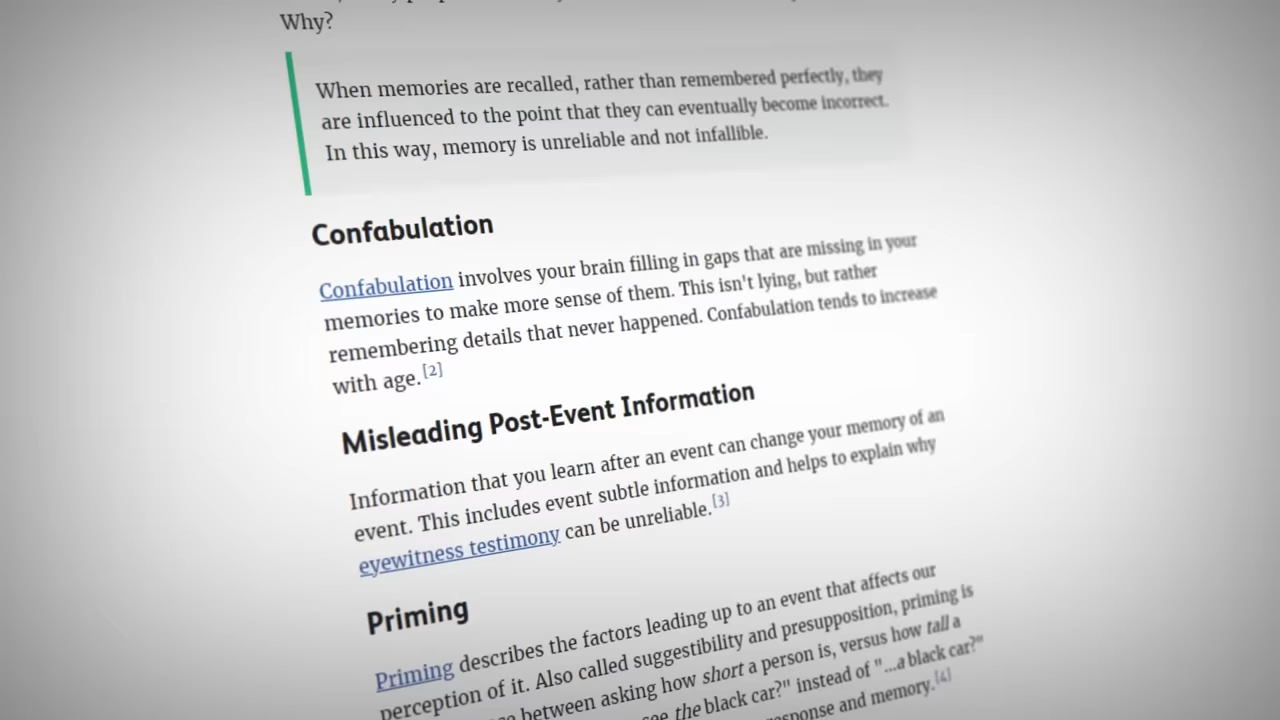 Why?
When memories are recalled, rather than remembered perfectly, they
are influenced to the point that they can eventually become incorrect.
In this way, memory is unreliable and not infallible.
Confabulation
Confabulation involves your brain filling in gaps that are missing in your
memories to make more sense of them. This isn't lying, but rather
remembering details that never happened. Confabulation tends to increase
with age.[2]
Misleading Post-Event Information
Information that you learn after an event can change your memory of an
event. This includes event subtle information and helps to explain why
eyewitness testimony can be unreliable.[3]
Priming
Priming describes the factors leading up to an event that affects our
perception of it. Also called suggestibility and presupposition, priming is
between asking how short a person is, versus how tall a
see the black car?" instead of "...a black car?"
response and memory.[4]